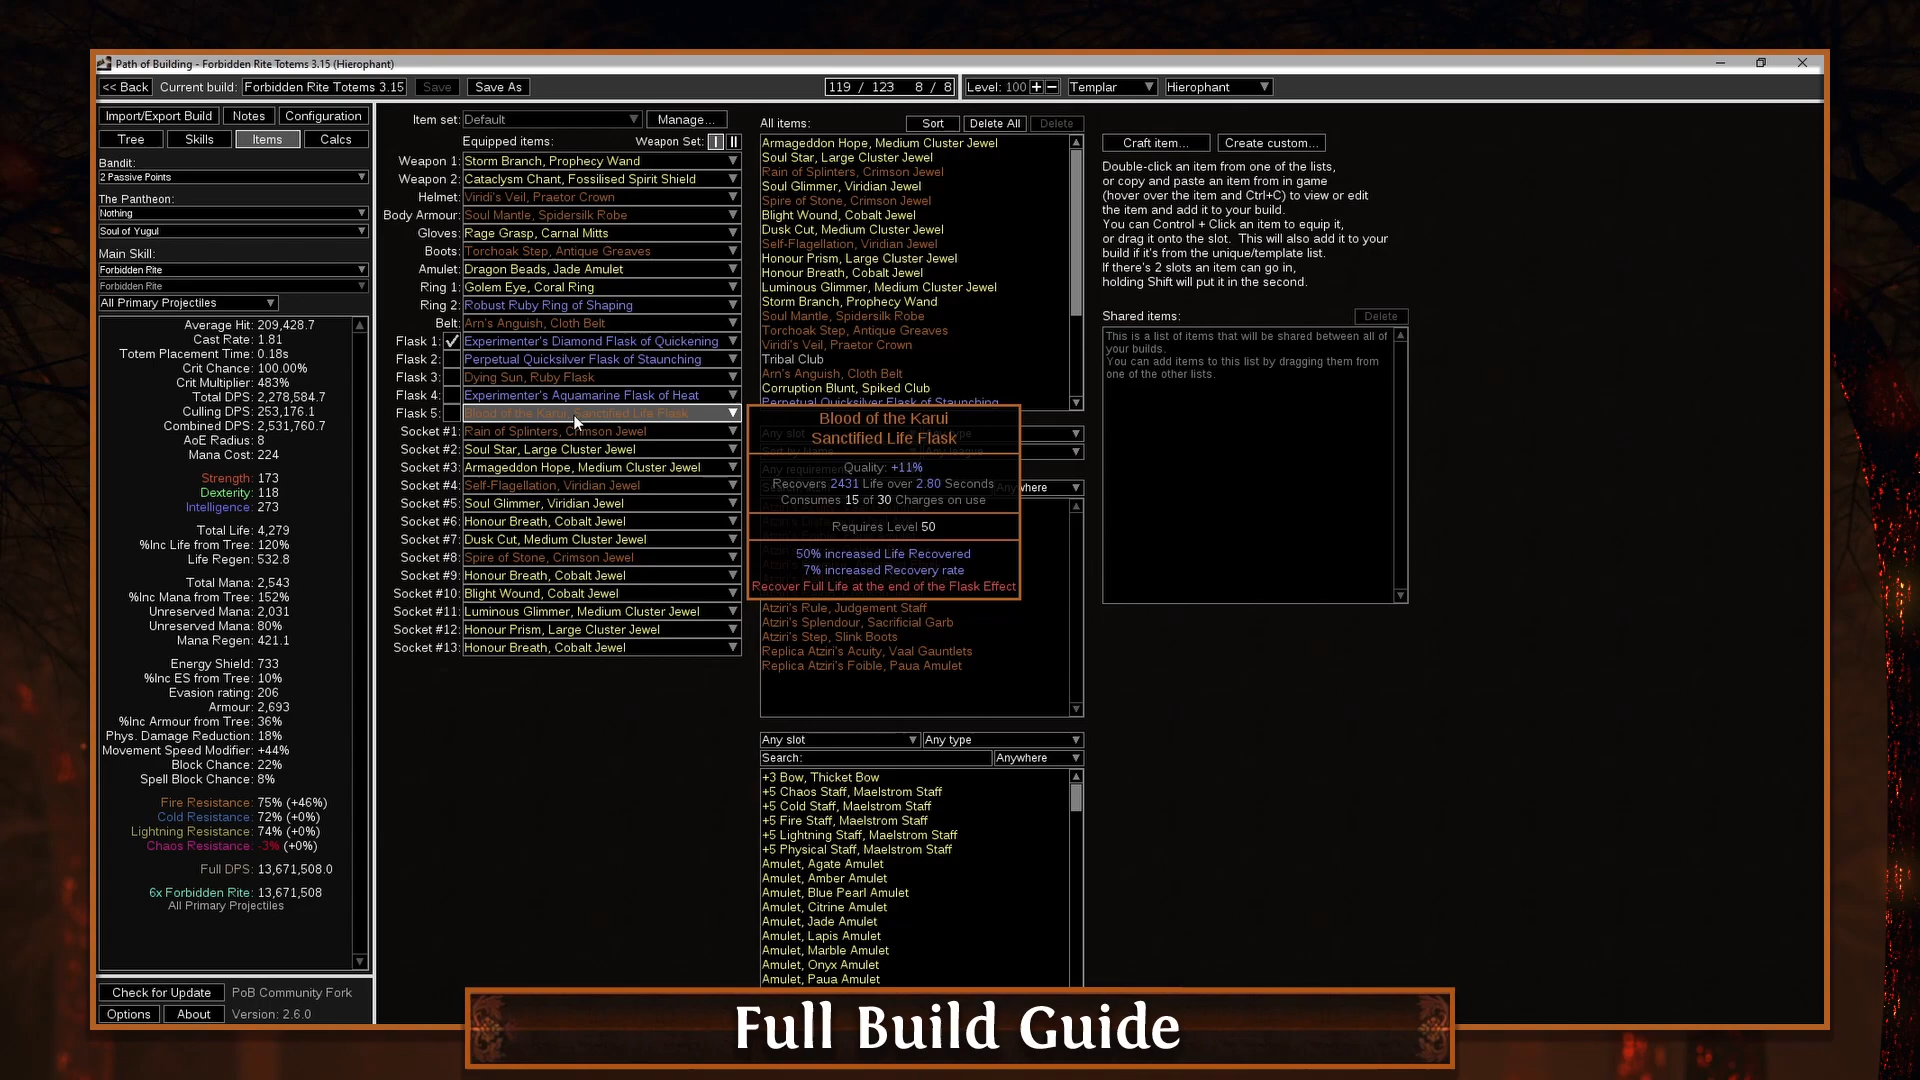 Path of Building - Forbidden Rite Totems 3.15 (Hierophant)
<< Back Current build: Forbidden Rite Totems 3.15 Save Save As 119 / 123 8 / 8 Level: 100 + − Templar Hierophant
Import/Export Build Notes Configuration
Tree Skills Items Calcs
Bandit:
2 Passive Points
The Pantheon:
Nothing
Soul of Yugul
Main Skill:
Forbidden Rite
Forbidden Rite
All Primary Projectiles
Average Hit: 209,428.7
Cast Rate: 1.81
Totem Placement Time: 0.18s
Crit Chance: 100.00%
Crit Multiplier: 483%
Total DPS: 2,278,584.7
Culling DPS: 253,176.1
Combined DPS: 2,531,760.7
AoE Radius: 8
Mana Cost: 224
Strength: 173
Dexterity: 118
Intelligence: 273
Total Life: 4,279
%Inc Life from Tree: 120%
Life Regen: 532.8
Total Mana: 2,543
%Inc Mana from Tree: 152%
Unreserved Mana: 2,031
Unreserved Mana: 80%
Mana Regen: 421.1
Energy Shield: 733
%Inc ES from Tree: 10%
Evasion rating: 206
Armour: 2,693
%Inc Armour from Tree: 36%
Phys. Damage Reduction: 18%
Movement Speed Modifier: +44%
Block Chance: 22%
Spell Block Chance: 8%
Fire Resistance: 75% (+46%)
Cold Resistance: 72% (+0%)
Lightning Resistance: 74% (+0%)
Chaos Resistance: -3% (+0%)
Full DPS: 13,671,508.0
6x Forbidden Rite: 13,671,508
All Primary Projectiles
Check for Update PoB Community Fork
Options About Version: 2.6.0
Item set: Default Manage...
Equipped items: Weapon Set: I II
Weapon 1: Storm Branch, Prophecy Wand
Weapon 2: Cataclysm Chant, Fossilised Spirit Shield
Helmet: Viridi's Veil, Praetor Crown
Body Armour: Soul Mantle, Spidersilk Robe
Gloves: Rage Grasp, Carnal Mitts
Boots: Torchoak Step, Antique Greaves
Amulet: Dragon Beads, Jade Amulet
Ring 1: Golem Eye, Coral Ring
Ring 2: Robust Ruby Ring of Shaping
Belt: Arn's Anguish, Cloth Belt
Flask 1: Experimenter's Diamond Flask of Quickening
Flask 2: Perpetual Quicksilver Flask of Staunching
Flask 3: Dying Sun, Ruby Flask
Flask 4: Experimenter's Aquamarine Flask of Heat
Flask 5: Blood of the Karui, Sanctified Life Flask
Socket #1: Rain of Splinters, Crimson Jewel
Socket #2: Soul Star, Large Cluster Jewel
Socket #3: Armageddon Hope, Medium Cluster Jewel
Socket #4: Self-Flagellation, Viridian Jewel
Socket #5: Soul Glimmer, Viridian Jewel
Socket #6: Honour Breath, Cobalt Jewel
Socket #7: Dusk Cut, Medium Cluster Jewel
Socket #8: Spire of Stone, Crimson Jewel
Socket #9: Honour Breath, Cobalt Jewel
Socket #10: Blight Wound, Cobalt Jewel
Socket #11: Luminous Glimmer, Medium Cluster Jewel
Socket #12: Honour Prism, Large Cluster Jewel
Socket #13: Honour Breath, Cobalt Jewel
All items: Sort Delete All Delete
Armageddon Hope, Medium Cluster Jewel
Soul Star, Large Cluster Jewel
Rain of Splinters, Crimson Jewel
Soul Glimmer, Viridian Jewel
Spire of Stone, Crimson Jewel
Blight Wound, Cobalt Jewel
Dusk Cut, Medium Cluster Jewel
Self-Flagellation, Viridian Jewel
Honour Prism, Large Cluster Jewel
Honour Breath, Cobalt Jewel
Luminous Glimmer, Medium Cluster Jewel
Storm Branch, Prophecy Wand
Soul Mantle, Spidersilk Robe
Torchoak Step, Antique Greaves
Viridi's Veil, Praetor Crown
Tribal Club
Arn's Anguish, Cloth Belt
Corruption Blunt, Spiked Club
Perpetual Quicksilver Flask of Staunching
Blood of the Karui
Sanctified Life Flask
Quality: +11%
Recovers 2431 Life over 2.80 Seconds
Consumes 15 of 30 Charges on use
Requires Level 50
50% increased Life Recovered
7% increased Recovery rate
Recover Full Life at the end of the Flask Effect
Any slot
Any requirement
Anywhere
Atziri's Rule, Judgement Staff
Atziri's Splendour, Sacrificial Garb
Atziri's Step, Slink Boots
Replica Atziri's Acuity, Vaal Gauntlets
Replica Atziri's Foible, Paua Amulet
Any slot Any type
Search: Anywhere
+3 Bow, Thicket Bow
+5 Chaos Staff, Maelstrom Staff
+5 Cold Staff, Maelstrom Staff
+5 Fire Staff, Maelstrom Staff
+5 Lightning Staff, Maelstrom Staff
+5 Physical Staff, Maelstrom Staff
Amulet, Agate Amulet
Amulet, Amber Amulet
Amulet, Blue Pearl Amulet
Amulet, Citrine Amulet
Amulet, Jade Amulet
Amulet, Lapis Amulet
Amulet, Marble Amulet
Amulet, Onyx Amulet
Amulet, Paua Amulet
Craft item... Create custom...
Double-click an item from one of the lists,
or copy and paste an item from in game
(hover over the item and Ctrl+C) to view or edit
the item and add it to your build.
You can Control + Click an item to equip it,
or drag it onto the slot. This will also add it to your
build if it's from the unique/template list.
If there's 2 slots an item can go in,
holding Shift will put it in the second.
Shared items: Delete
This is a list of items that will be shared between all of
your builds.
You can add items to this list by dragging them from
one of the other lists.
Full Build Guide